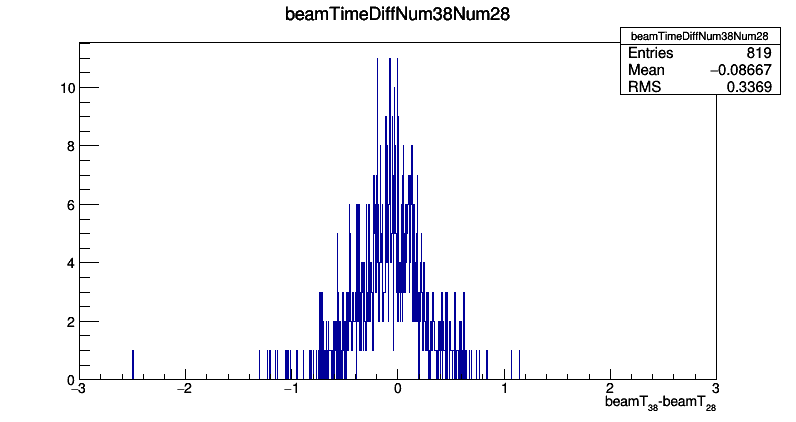 beamTimeDiffNum38Num28
beamTimeDiffNum38Num28
Entries 819
Mean −0.08667
RMS 0.3369
10
8
6
4
2
0
−3 −2 −1 0 1 2 3
beamT38-beamT28